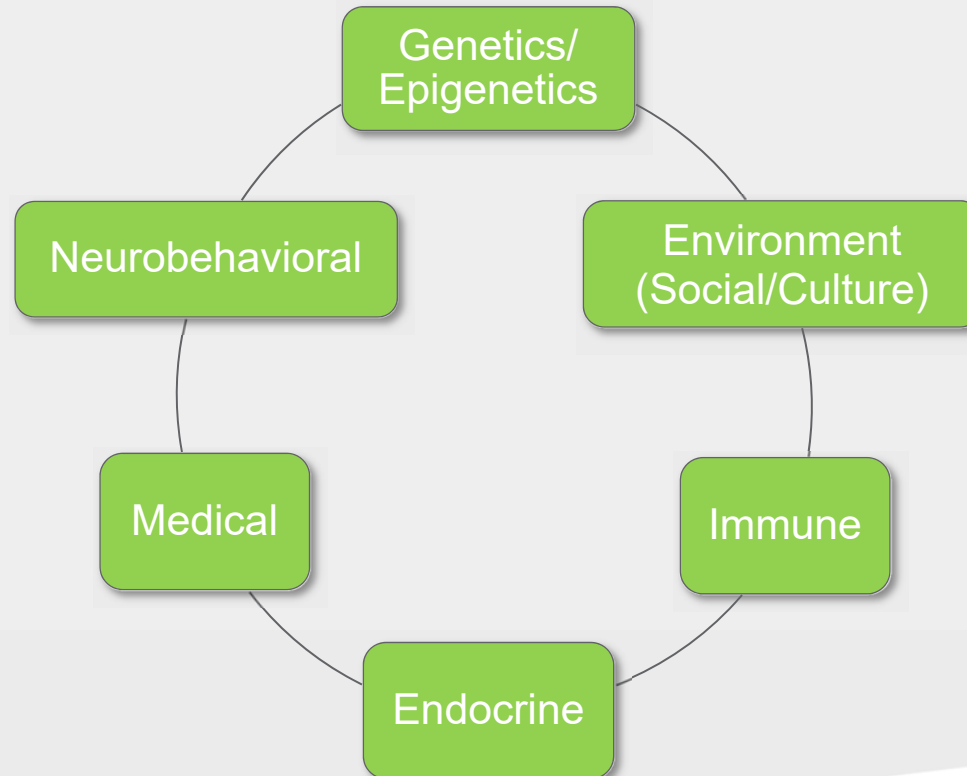 Genetics/
Epigenetics
Neurobehavioral
Environment
(Social/Culture)
Medical
Immune
Endocrine